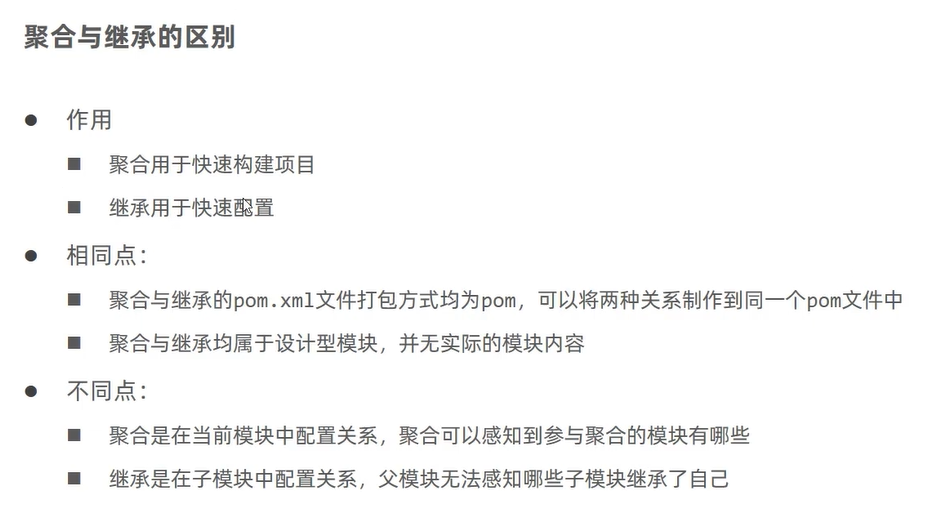 聚合与继承的区别
作用
聚合用于快速构建项目
继承用于快速配置
相同点：
聚合与继承的pom.xml文件打包方式均为pom，可以将两种关系制作到同一个pom文件中
聚合与继承均属于设计型模块，并无实际的模块内容
不同点：
聚合是在当前模块中配置关系，聚合可以感知到参与聚合的模块有哪些
继承是在子模块中配置关系，父模块无法感知哪些子模块继承了自己